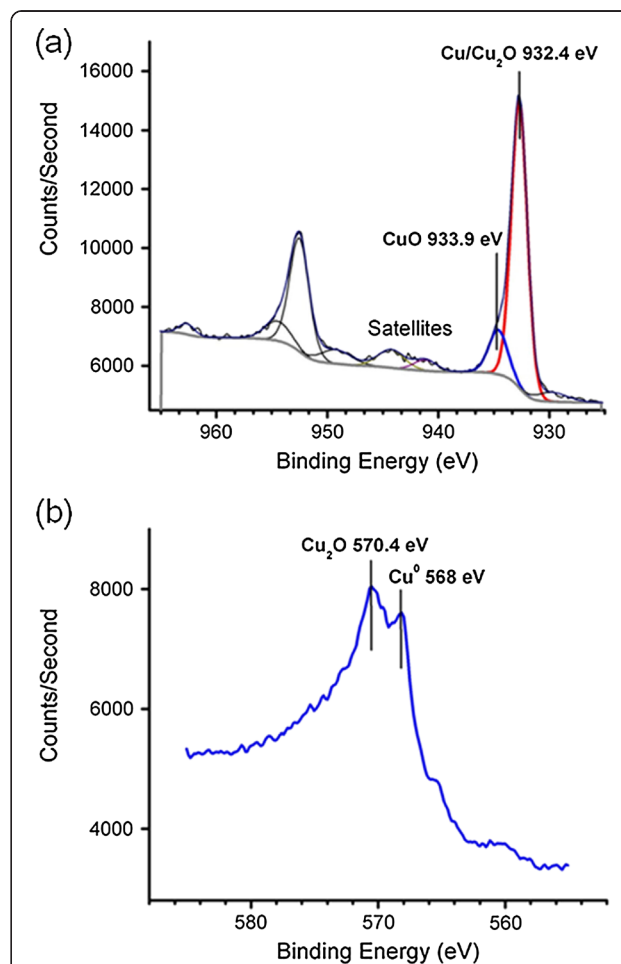 (a)
Cu/Cu₂O 932.4 eV
16000
14000
12000
10000
8000
6000
Counts/Second
CuO 933.9 eV
Satellites
960 950 940 930
Binding Energy (eV)
(b)
Cu₂O 570.4 eV
Cu⁰ 568 eV
8000
6000
4000
Counts/Second
580 570 560
Binding Energy (eV)